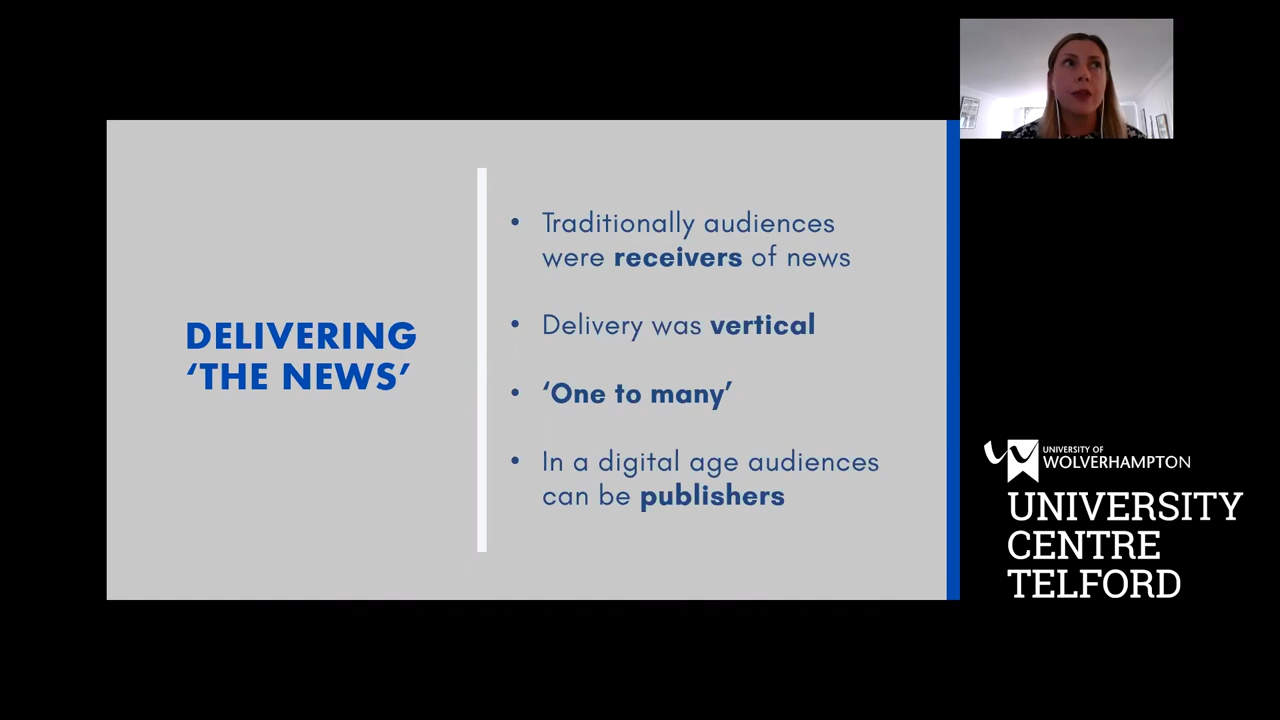 DELIVERING
‘THE NEWS’
• Traditionally audiences
were receivers of news
• Delivery was vertical
• ‘One to many’
• In a digital age audiences
can be publishers
UNIVERSITY OF
WOLVERHAMPTON
UNIVERSITY
CENTRE
TELFORD